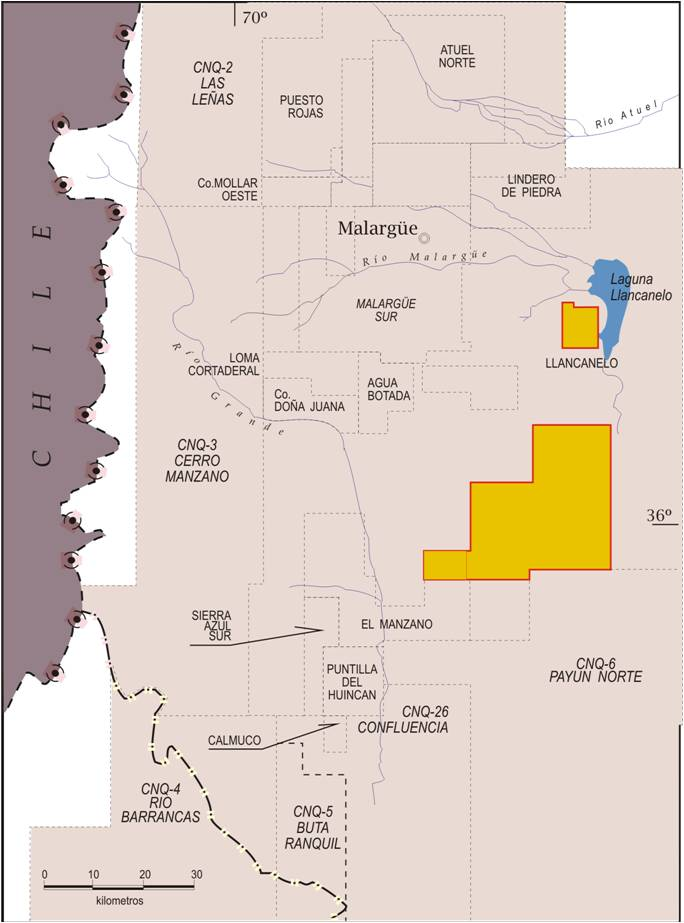 70º
CNQ-2
LAS
LEÑAS
ATUEL
NORTE
PUESTO
ROJAS
Rio Atuel
Co.MOLLAR
OESTE
LINDERO
DE PIEDRA
Malargüe
Río Malargüe
Laguna
Llancanelo
MALARGÜE
SUR
CHILE
LLANCANELO
LOMA
CORTADERAL
Río Grande
Co.
DOÑA JUANA
AGUA
BOTADA
CNQ-3
CERRO
MANZANO
36º
SIERRA
AZUL
SUR
EL MANZANO
PUNTILLA
DEL
HUINCAN
CNQ-6
PAYUN NORTE
CNQ-26
CONFLUENCIA
CALMUCO
CNQ-4
RIO
BARRANCAS
CNQ-5
BUTA
RANQUIL
0 10 20 30
kilometros